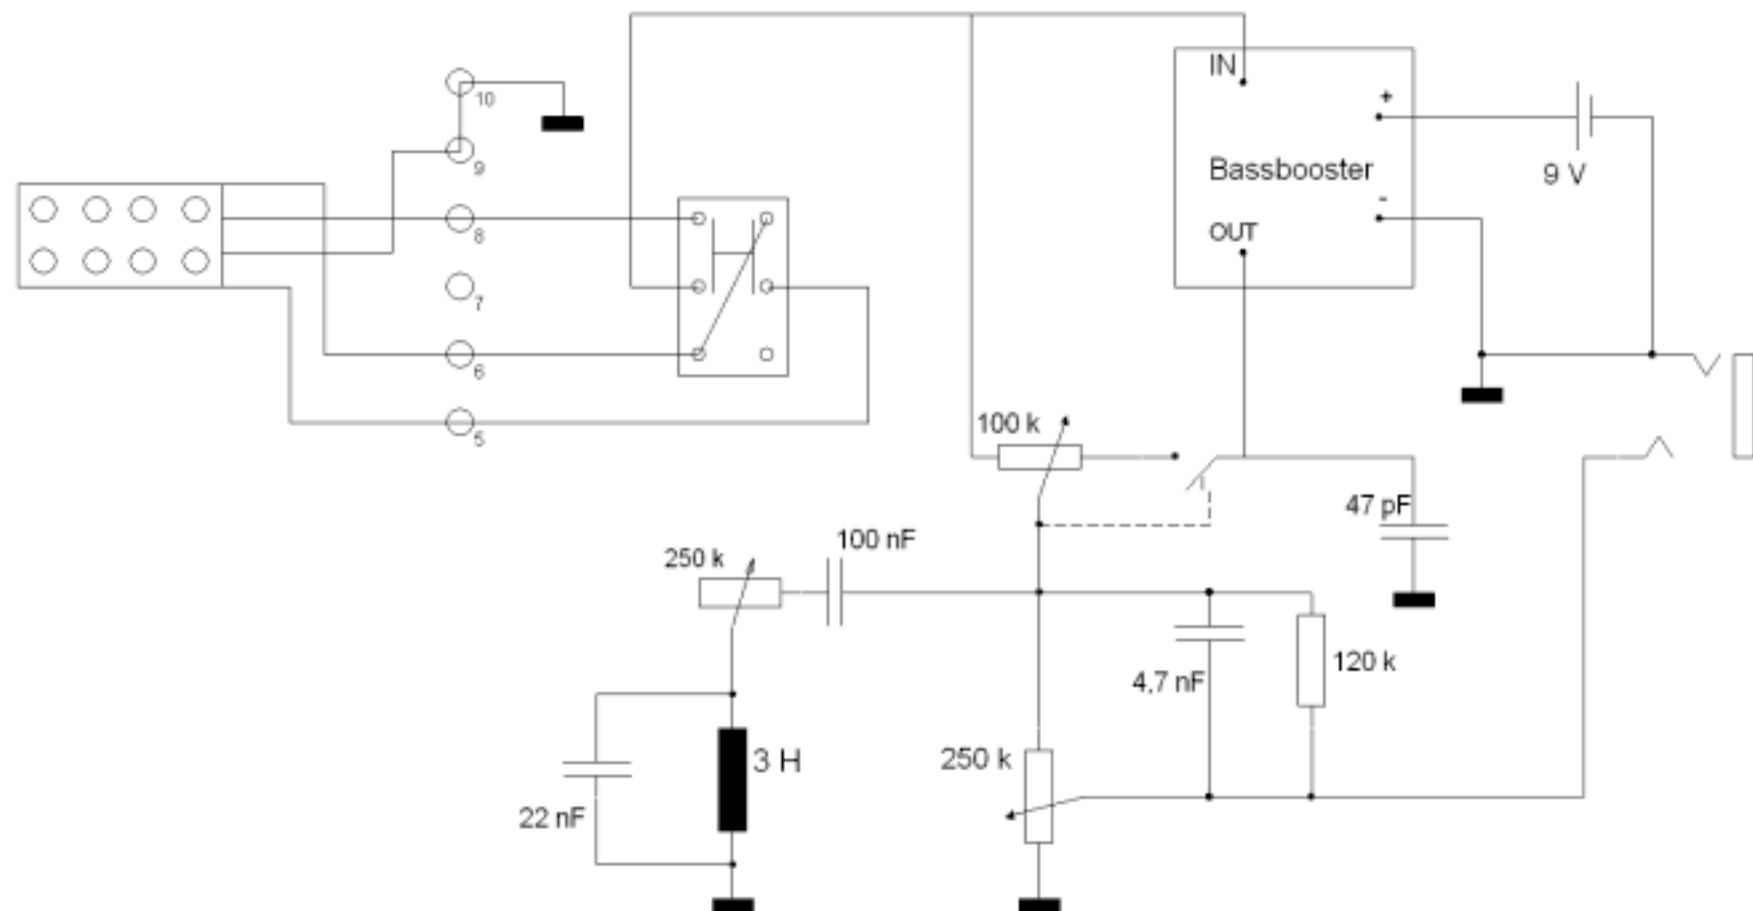 IN
10
+
9
Bassbooster
9 V
-
8
OUT
7
6
100 k
5
47 pF
100 nF
250 k
120 k
4,7 nF
250 k
3 H
22 nF